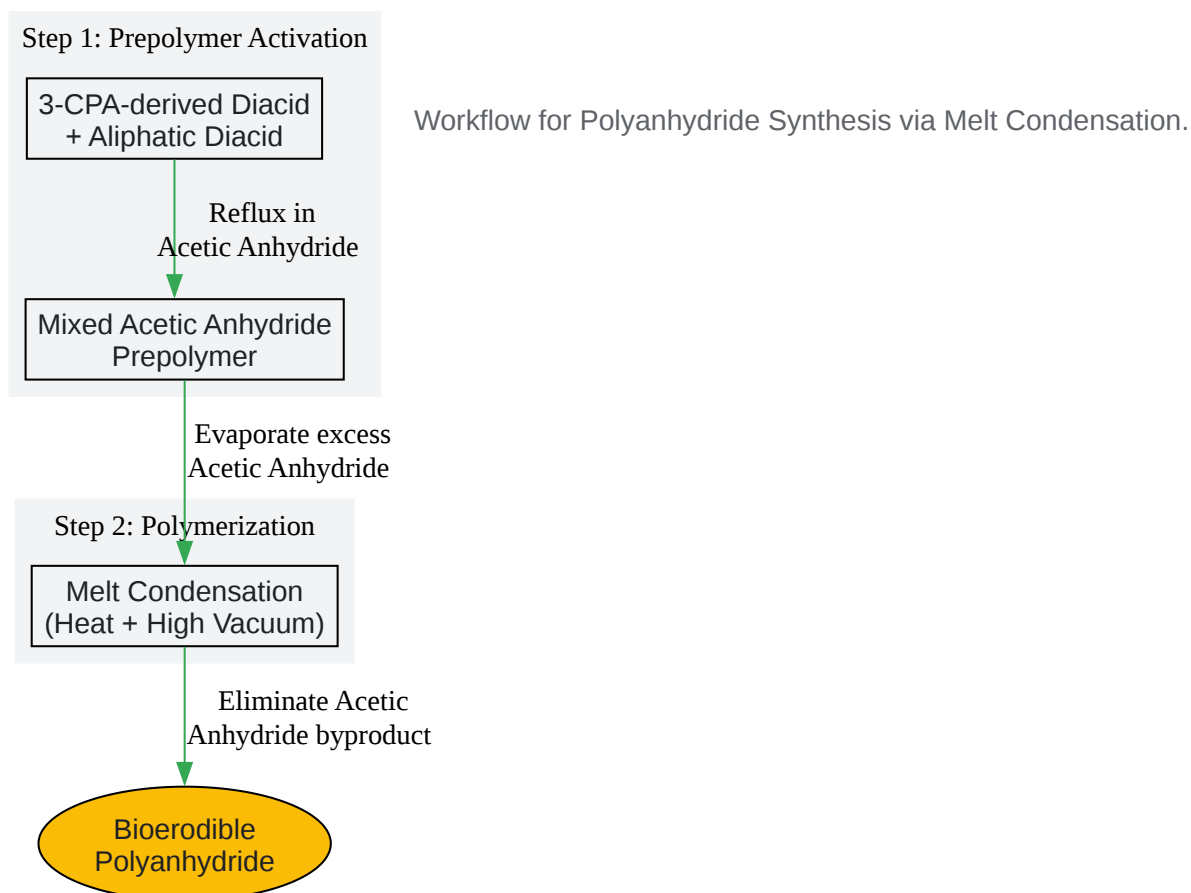 Step 1: Prepolymer Activation
3-CPA-derived Diacid
+ Aliphatic Diacid
Workflow for Polyanhydride Synthesis via Melt Condensation.
Reflux in
Acetic Anhydride
Mixed Acetic Anhydride
Prepolymer
Evaporate excess
Acetic Anhydride
Step 2: Polymerization
Melt Condensation
(Heat + High Vacuum)
Eliminate Acetic
Anhydride byproduct
Bioerodible
Polyanhydride